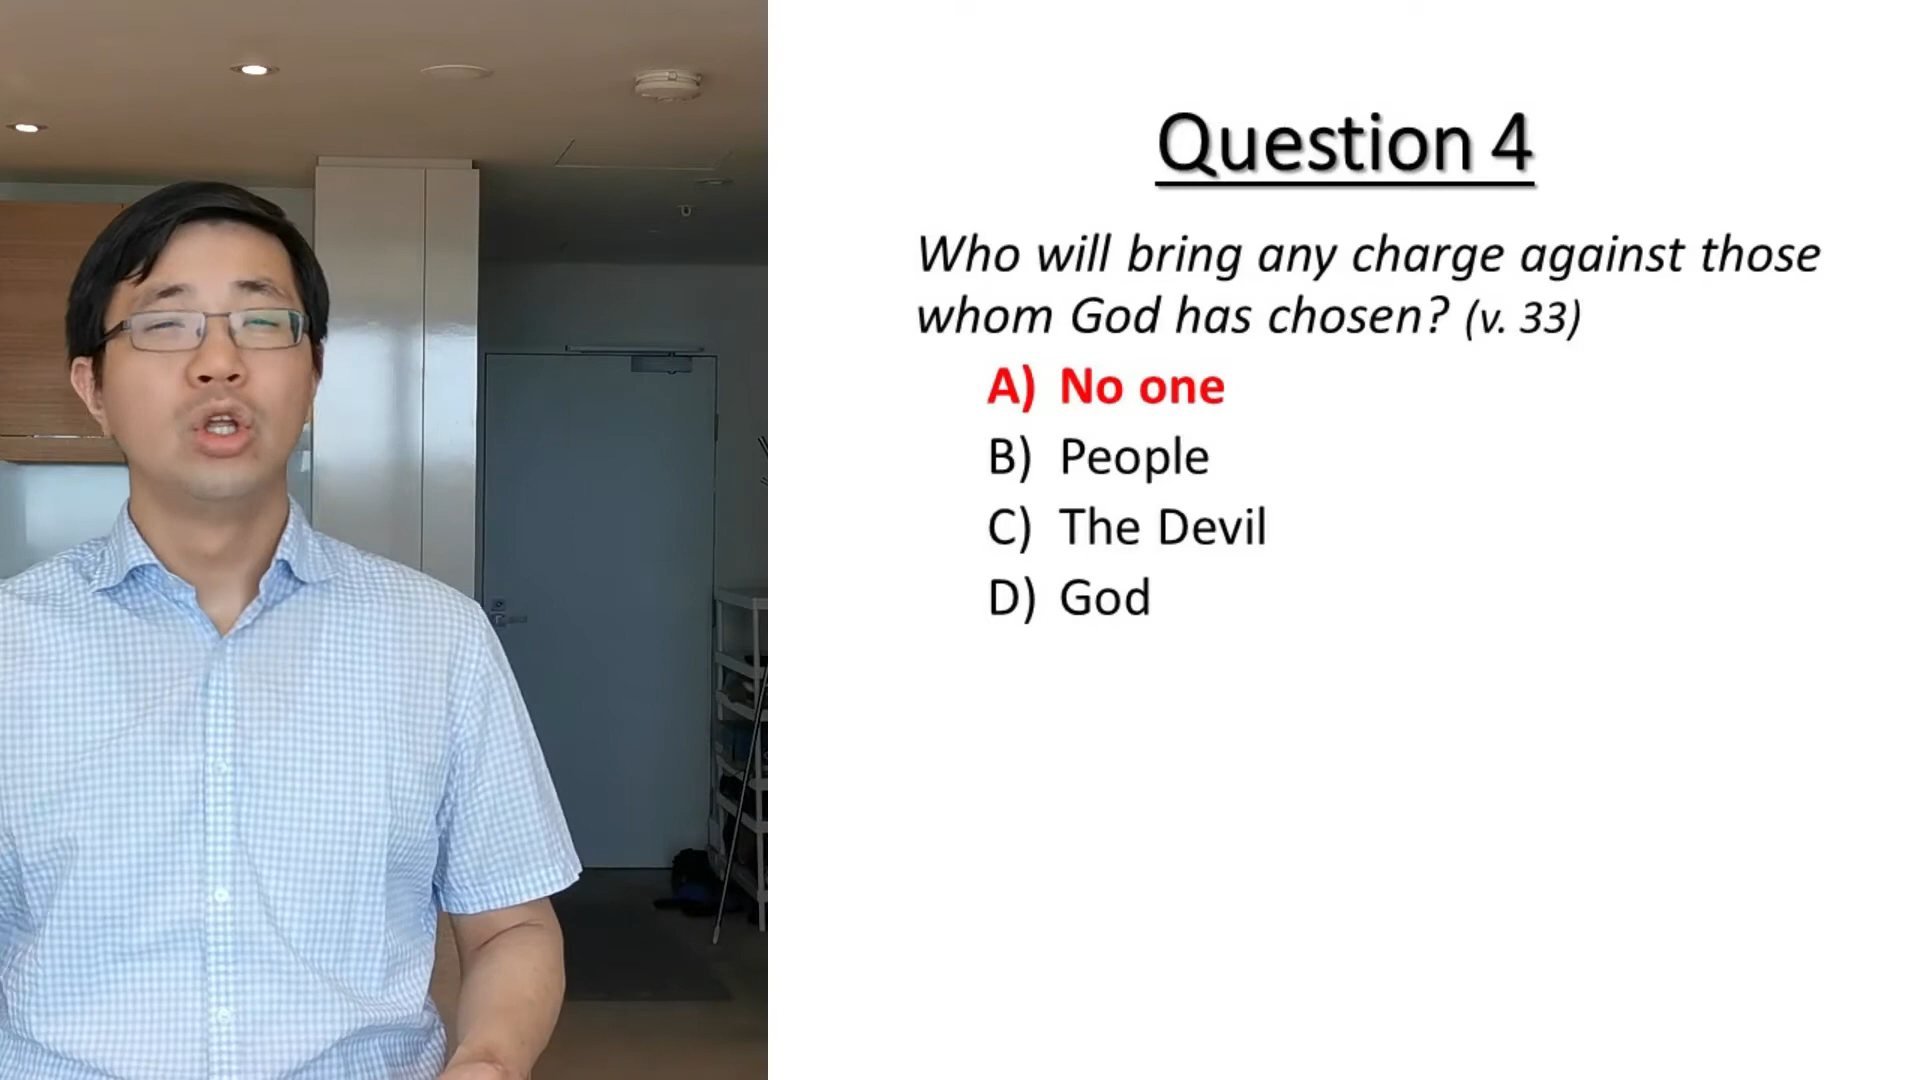 Question 4
Who will bring any charge against those
whom God has chosen? (v. 33)
A) No one
B) People
C) The Devil
D) God